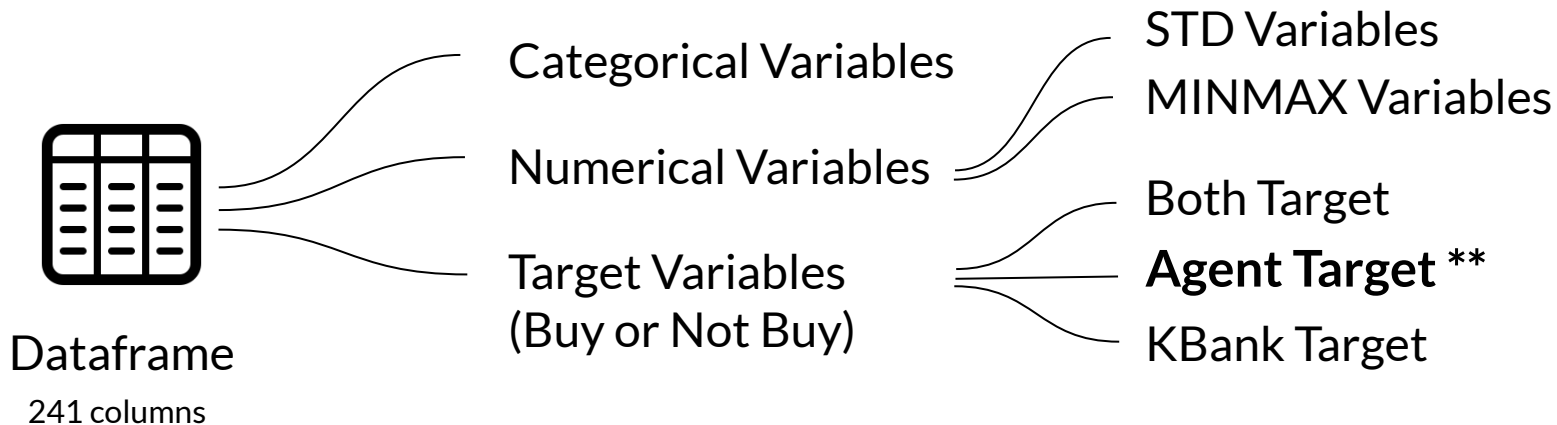 Dataframe
241 columns
Categorical Variables
Numerical Variables
Target Variables
(Buy or Not Buy)
STD Variables
MINMAX Variables
Both Target
Agent Target **
KBank Target